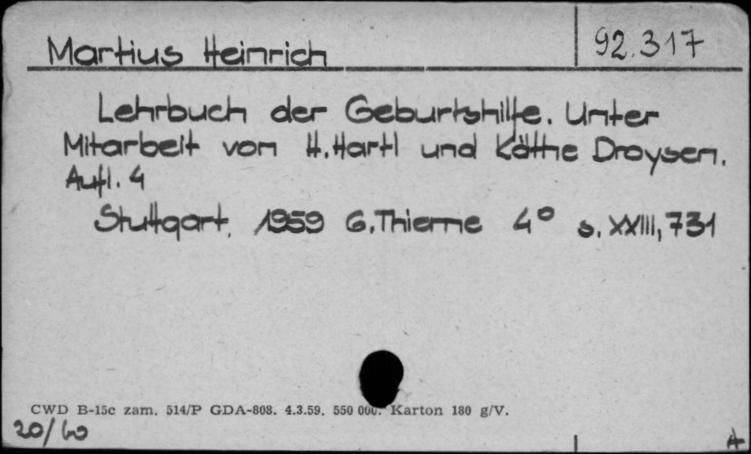 92.317
Martius Heinrich
Lehrbuch der Geburtshilfe. Unter
Mitarbeit von H. Hartl und Käthe Droysen.
Aufl. 4
Stuttgart, 1959 G. Thieme 4° s. XXIII, 731
CWD B-15c zam. 514/P GDA-808. 4.3.59. 550 000. Karton 180 g/V.
20/60
A